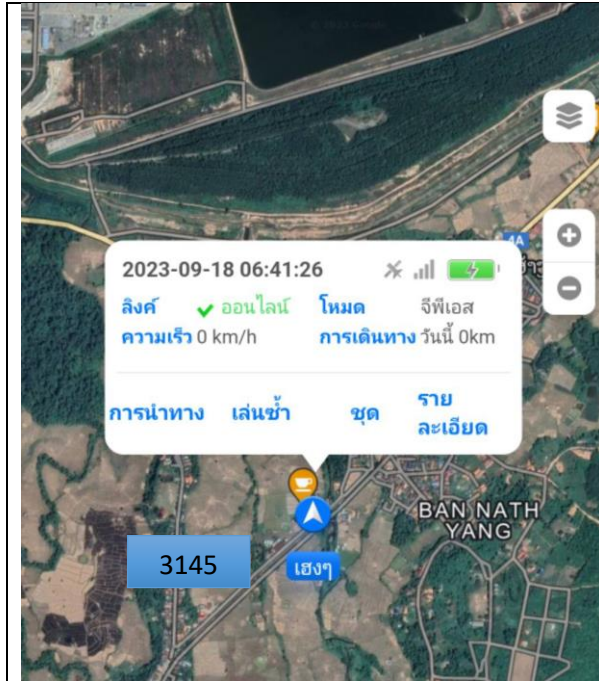 4A
2023-09-18 06:41:26
ลิงค์ ออนไลน์ โหมด จีพีเอส
ความเร็ว 0 km/h การเดินทาง วันนี้ 0km
การนำทาง เล่นซ้ำ ชุด ราย
ละเอียด
BAN NATH
YANG
3145
เฮงๆ